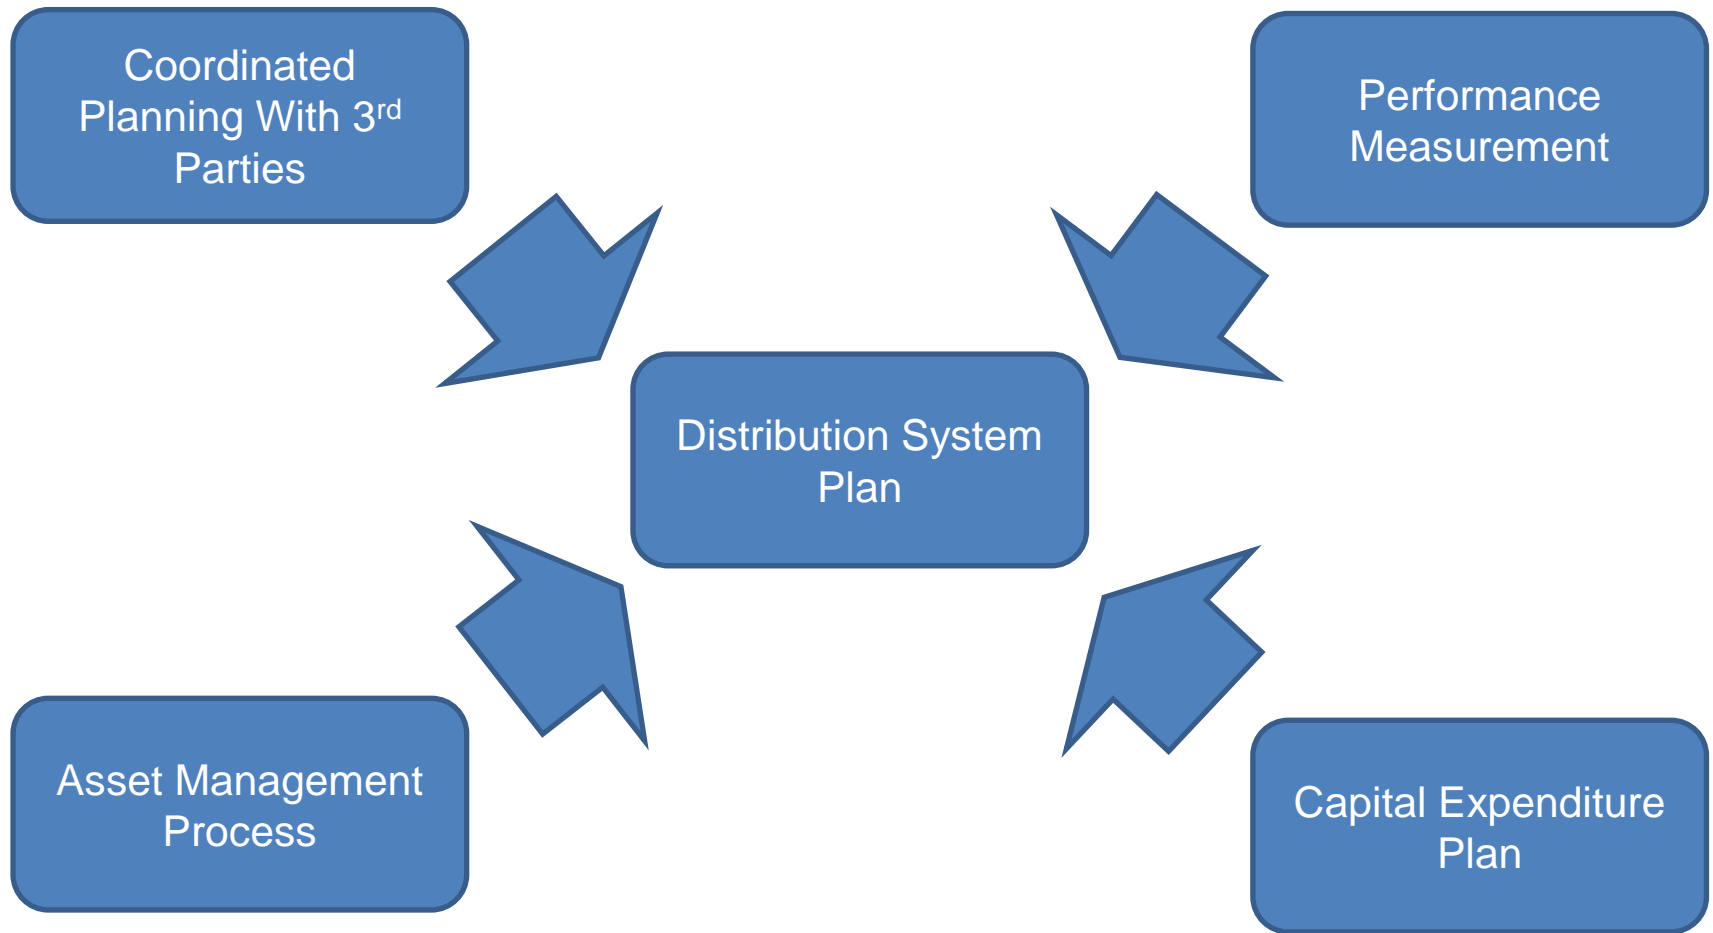 Coordinated
Planning With 3rd
Parties
Performance
Measurement
Distribution System
Plan
Asset Management
Process
Capital Expenditure
Plan